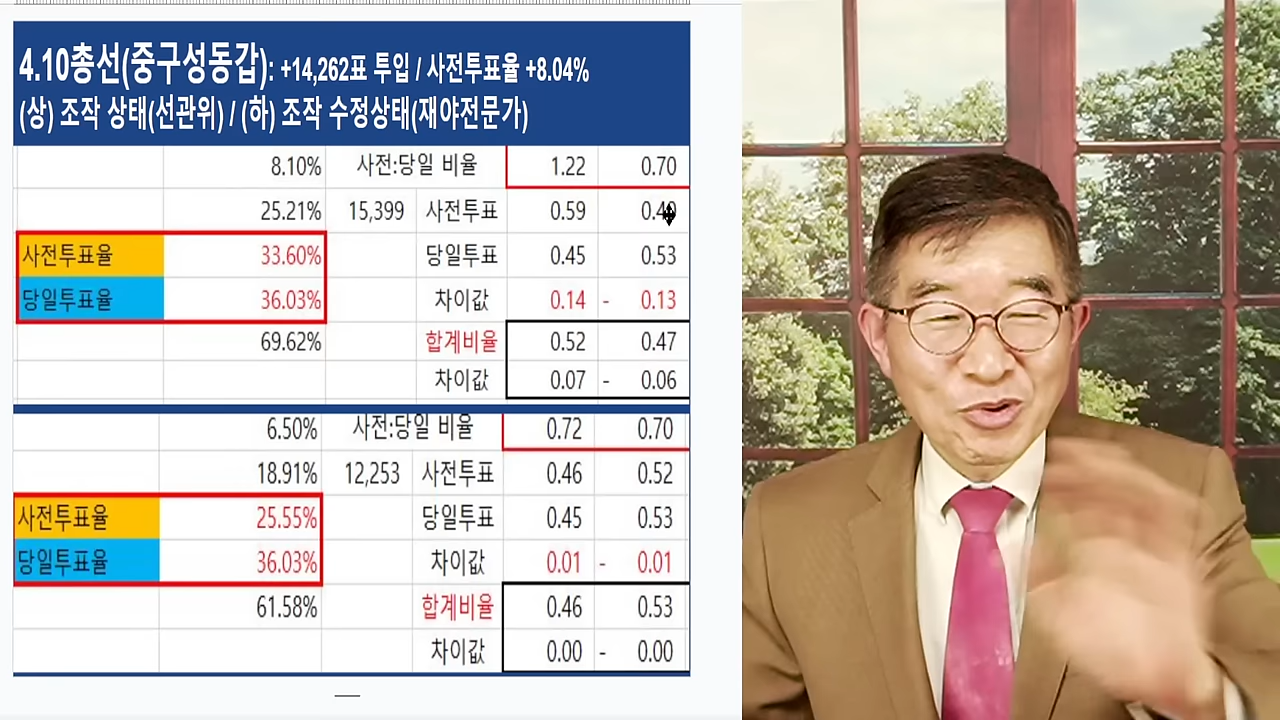 4.10총선(중구성동갑): +14,262표 투입 / 사전투표율 +8.04%
(상) 조작 상태(선관위) / (하) 조작 수정상태(재야전문가)
8.10% 사전:당일 비율 1.22 0.70
25.21% 15,399 사전투표 0.59
사전투표율 33.60% 당일투표 0.45 0.53
당일투표율 36.03% 차이값 0.14 - 0.13
69.62% 합계비율 0.52 0.47
차이값 0.07 - 0.06
6.50% 사전:당일 비율 0.72 0.70
18.91% 12,253 사전투표 0.46 0.52
사전투표율 25.55% 당일투표 0.45 0.53
당일투표율 36.03% 차이값 0.01 - 0.01
61.58% 합계비율 0.46 0.53
차이값 0.00 - 0.00